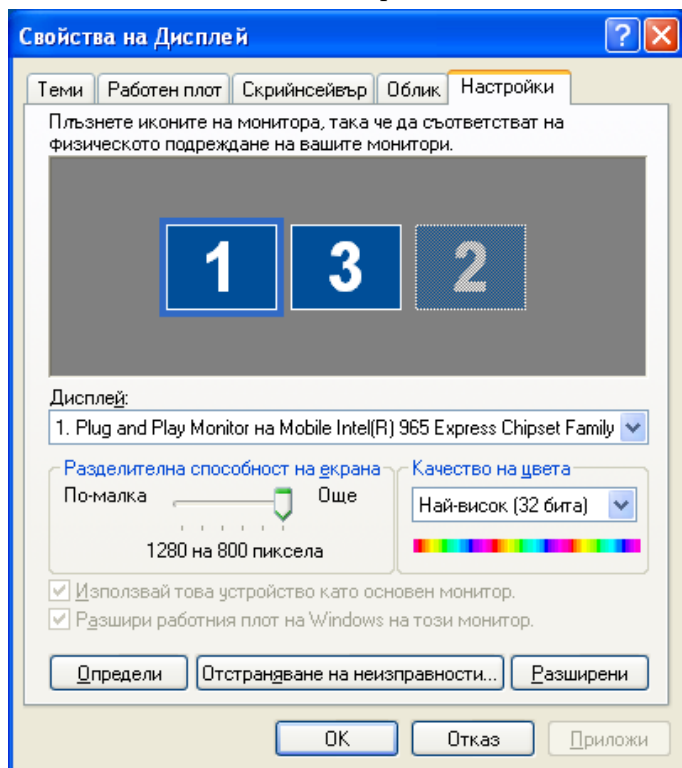 Свойства на Дисплей
Теми Работен плот Скрийнсейвър Облик Настройки
Плъзнете иконите на монитора, така че да съответстват на
физическото подреждане на вашите монитори.
1 3 2
Дисплей:
1. Plug and Play Monitor на Mobile Intel(R) 965 Express Chipset Family
Разделителна способност на екрана
По-малка Още
1280 на 800 пиксела
Качество на цвета
Най-висок (32 бита)
Използвай това устройство като основен монитор.
Разшири работния плот на Windows на този монитор.
Определи Отстраняване на неизправности... Разширени
OK Отказ Приложи